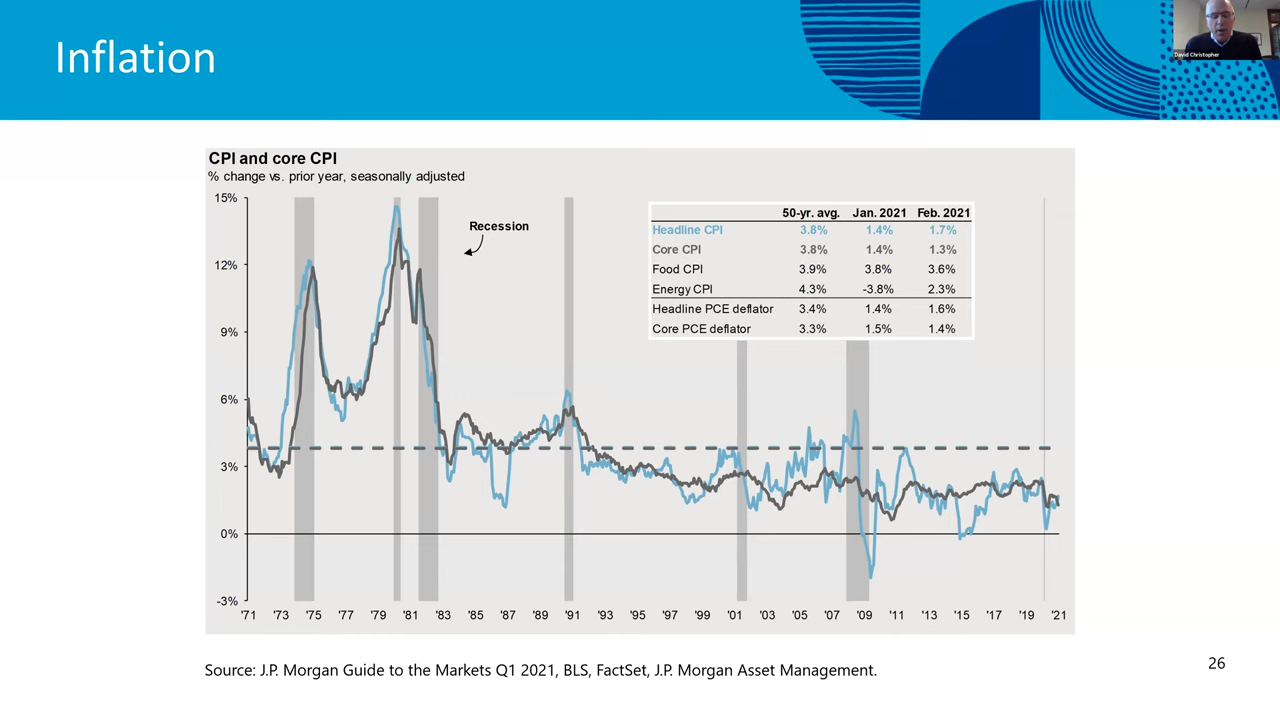 Inflation
David Christopher
CPI and core CPI
% change vs. prior year, seasonally adjusted
15%
12%
9%
6%
3%
0%
-3%
Recession
50-yr. avg. Jan. 2021 Feb. 2021
Headline CPI 3.8% 1.4% 1.7%
Core CPI 3.8% 1.4% 1.3%
Food CPI 3.9% 3.8% 3.6%
Energy CPI 4.3% -3.8% 2.3%
Headline PCE deflator 3.4% 1.4% 1.6%
Core PCE deflator 3.3% 1.5% 1.4%
'71 '73 '75 '77 '79 '81 '83 '85 '87 '89 '91 '93 '95 '97 '99 '01 '03 '05 '07 '09 '11 '13 '15 '17 '19 '21
Source: J.P. Morgan Guide to the Markets Q1 2021, BLS, FactSet, J.P. Morgan Asset Management.
26